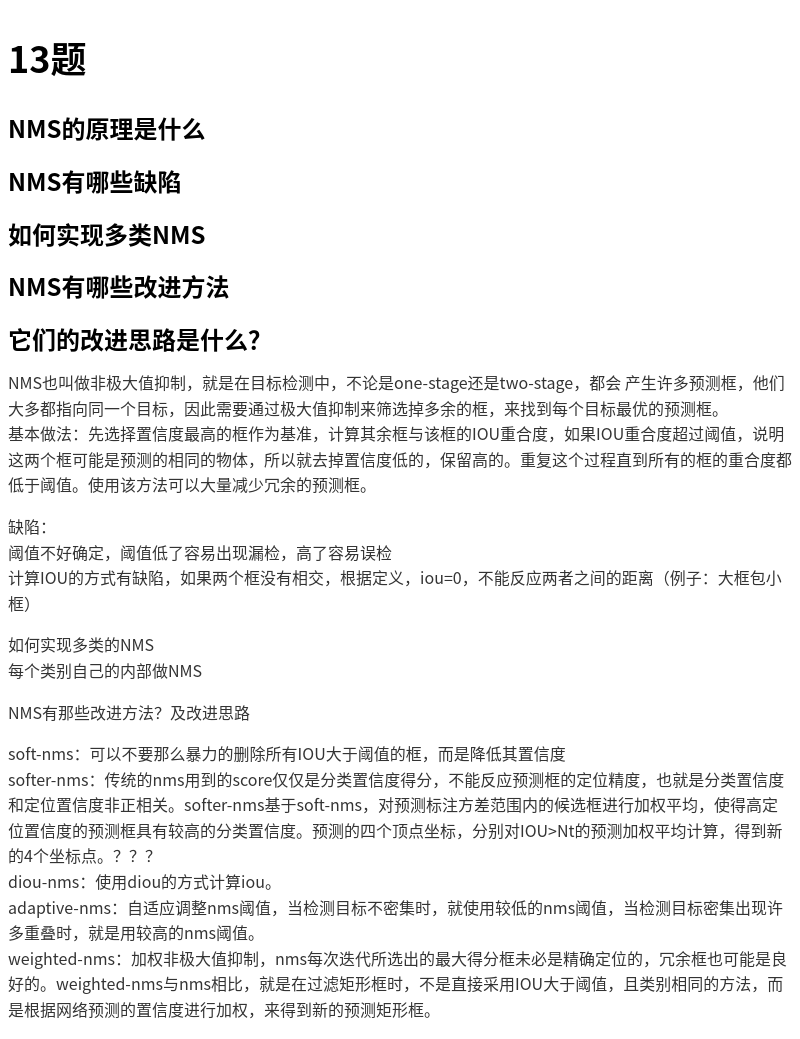 13题
NMS的原理是什么
NMS有哪些缺陷
如何实现多类NMS
NMS有哪些改进方法
它们的改进思路是什么？
NMS也叫做非极大值抑制，就是在目标检测中，不论是one-stage还是two-stage，都会 产生许多预测框，他们
大多都指向同一个目标，因此需要通过极大值抑制来筛选掉多余的框，来找到每个目标最优的预测框。
基本做法：先选择置信度最高的框作为基准，计算其余框与该框的IOU重合度，如果IOU重合度超过阈值，说明
这两个框可能是预测的相同的物体，所以就去掉置信度低的，保留高的。重复这个过程直到所有的框的重合度都
低于阈值。使用该方法可以大量减少冗余的预测框。
缺陷：
阈值不好确定，阈值低了容易出现漏检，高了容易误检
计算IOU的方式有缺陷，如果两个框没有相交，根据定义，iou=0，不能反应两者之间的距离（例子：大框包小
框）
如何实现多类的NMS
每个类别自己的内部做NMS
NMS有那些改进方法？及改进思路
soft-nms：可以不要那么暴力的删除所有IOU大于阈值的框，而是降低其置信度
softer-nms：传统的nms用到的score仅仅是分类置信度得分，不能反应预测框的定位精度，也就是分类置信度
和定位置信度非正相关。softer-nms基于soft-nms，对预测标注方差范围内的候选框进行加权平均，使得高定
位置信度的预测框具有较高的分类置信度。预测的四个顶点坐标，分别对IOU>Nt的预测加权平均计算，得到新
的4个坐标点。？？？
diou-nms：使用diou的方式计算iou。
adaptive-nms：自适应调整nms阈值，当检测目标不密集时，就使用较低的nms阈值，当检测目标密集出现许
多重叠时，就是用较高的nms阈值。
weighted-nms：加权非极大值抑制，nms每次迭代所选出的最大得分框未必是精确定位的，冗余框也可能是良
好的。weighted-nms与nms相比，就是在过滤矩形框时，不是直接采用IOU大于阈值，且类别相同的方法，而
是根据网络预测的置信度进行加权，来得到新的预测矩形框。